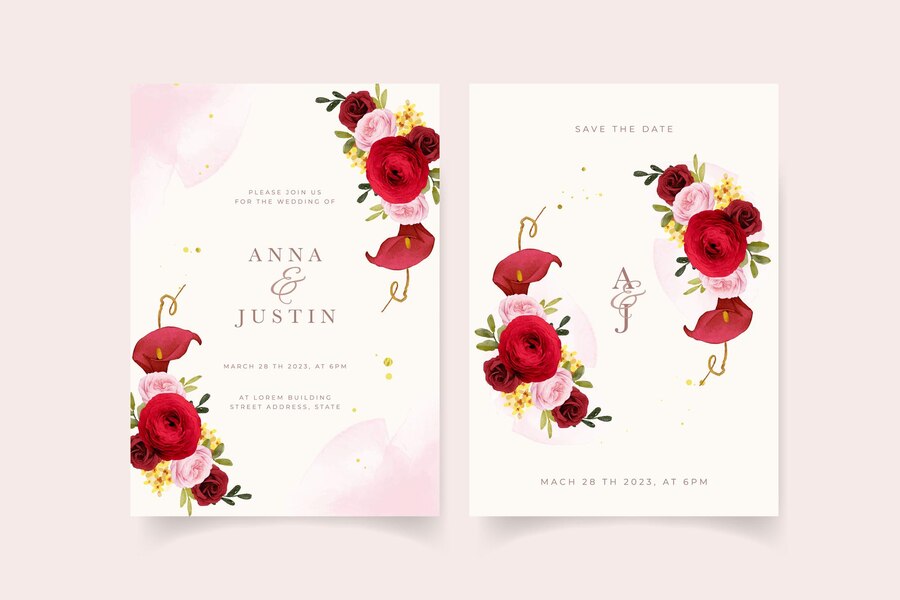 PLEASE JOIN US
FOR THE WEDDING OF
ANNA
&
JUSTIN
MARCH 28 TH 2023, AT 6PM
AT LOREM BUILDING
STREET ADDRESS, STATE
SAVE THE DATE
A
&
J
MACH 28 TH 2023, AT 6PM